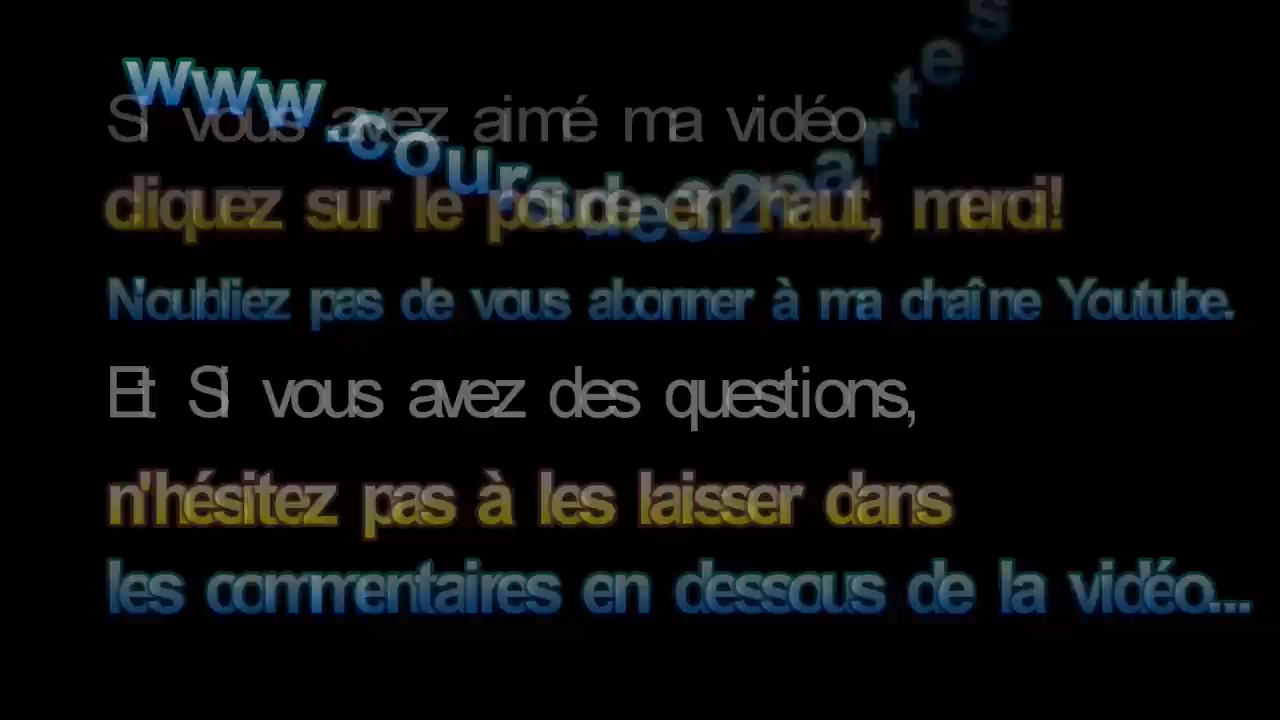 www.cours
Si vous avez aimé ma vidéo,
cliquez sur le pouce en haut, merci!
N'oubliez pas de vous abonner à ma chaîne Youtube.
Et Si vous avez des questions,
n'hésitez pas à les laisser dans
les commentaires en dessous de la vidéo...